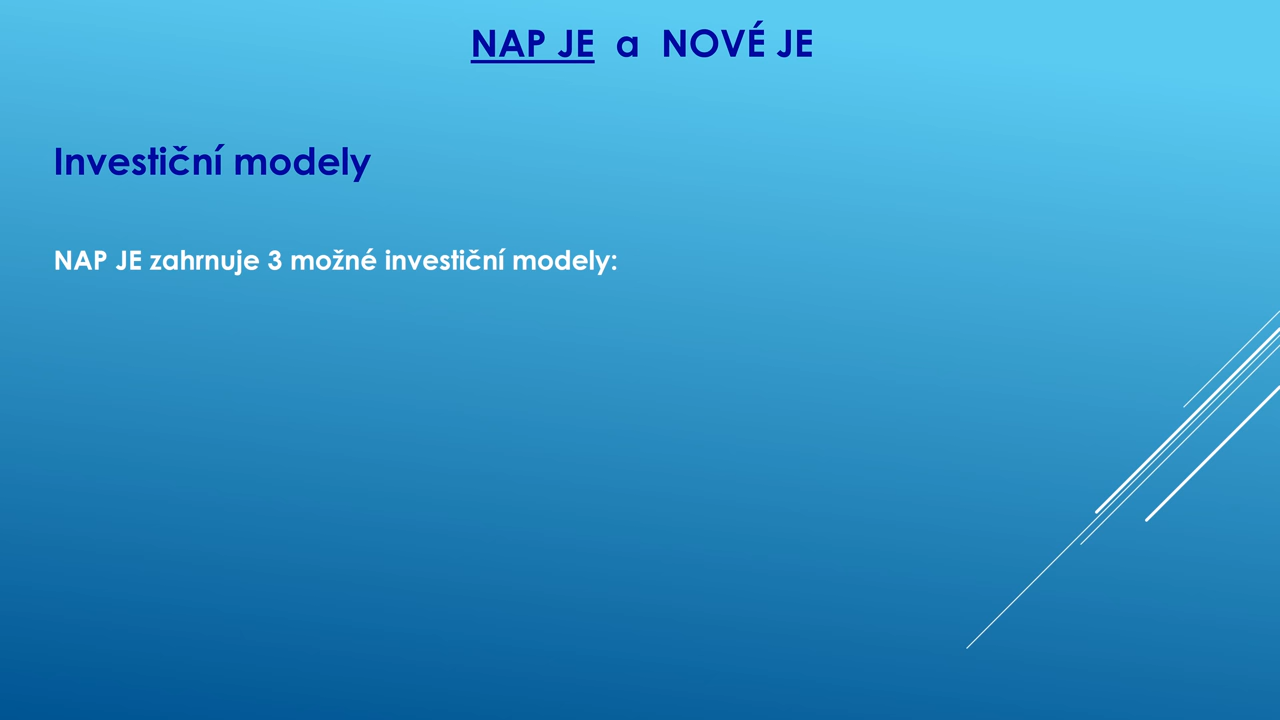 NAP JE a NOVÉ JE
Investiční modely
NAP JE zahrnuje 3 možné investiční modely: